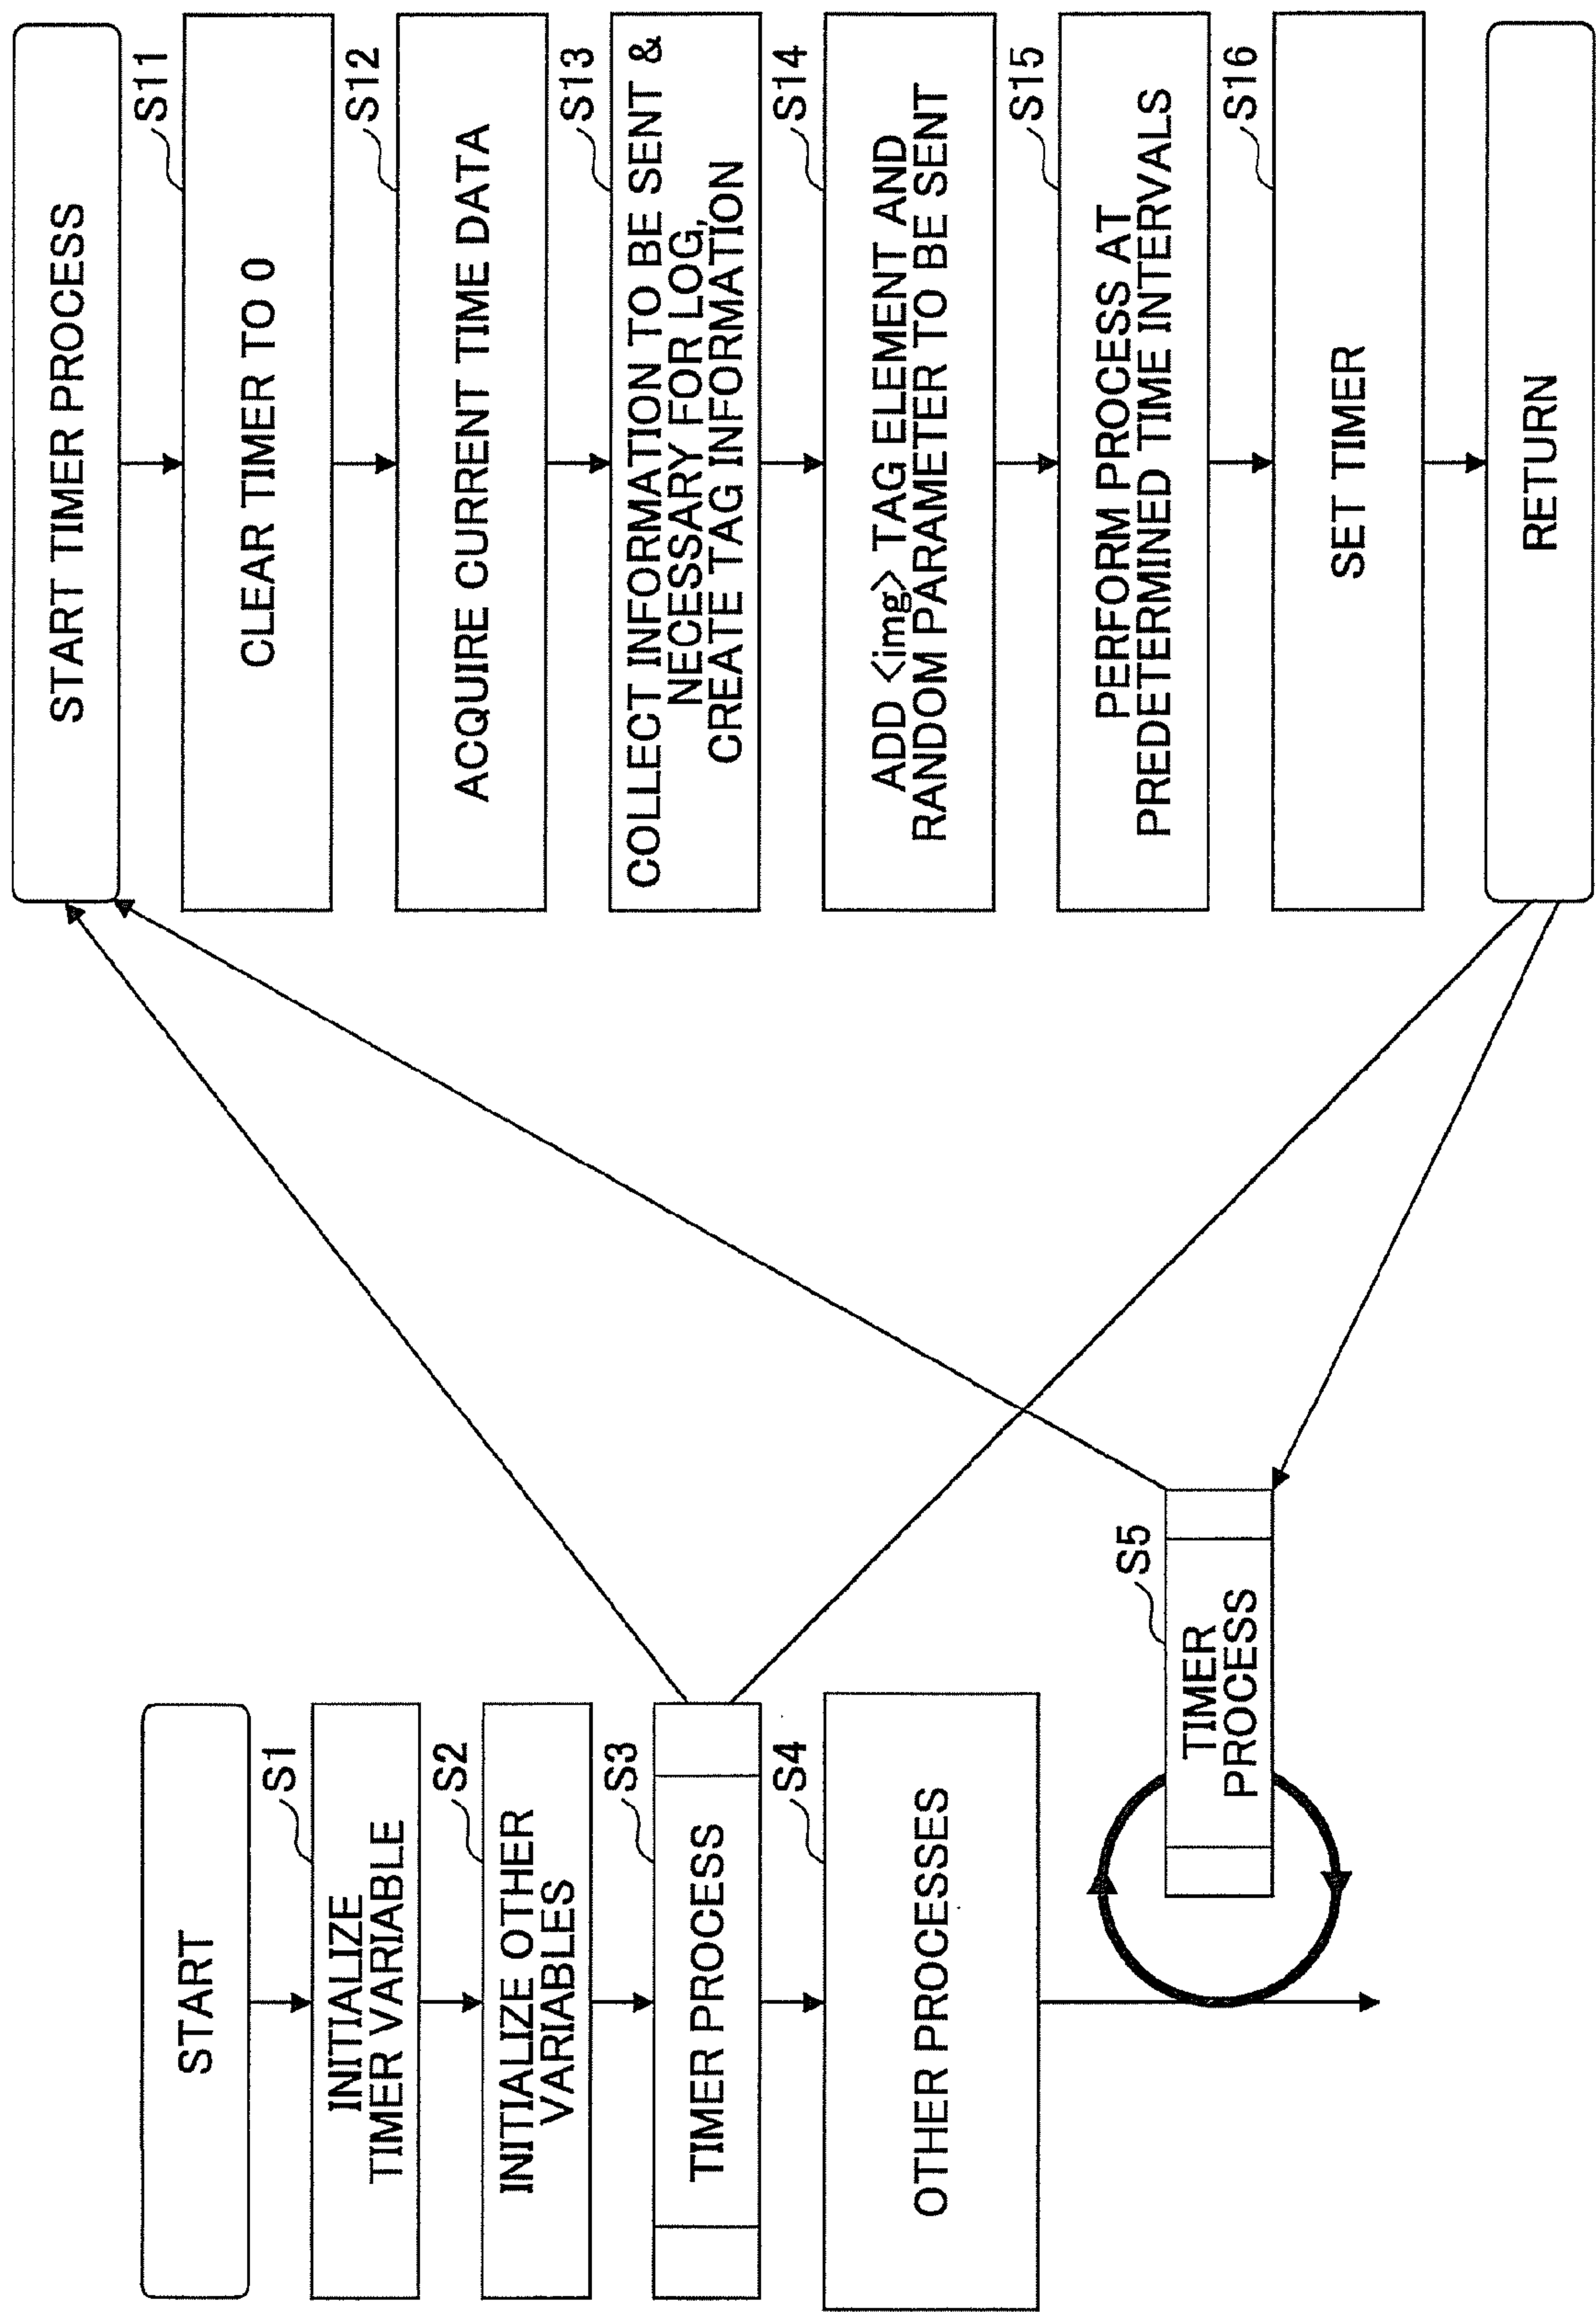 START
S1
INITIALIZE
TIMER VARIABLE
S2
INITIALIZE OTHER
VARIABLES
S3
TIMER PROCESS
S4
OTHER PROCESSES
S5
TIMER
PROCESS
START TIMER PROCESS
S11
CLEAR TIMER TO 0
S12
ACQUIRE CURRENT TIME DATA
S13
COLLECT INFORMATION TO BE SENT &
NECESSARY FOR LOG,
CREATE TAG INFORMATION
S14
ADD <img> TAG ELEMENT AND
RANDOM PARAMETER TO BE SENT
S15
PERFORM PROCESS AT
PREDETERMINED TIME INTERVALS
S16
SET TIMER
RETURN